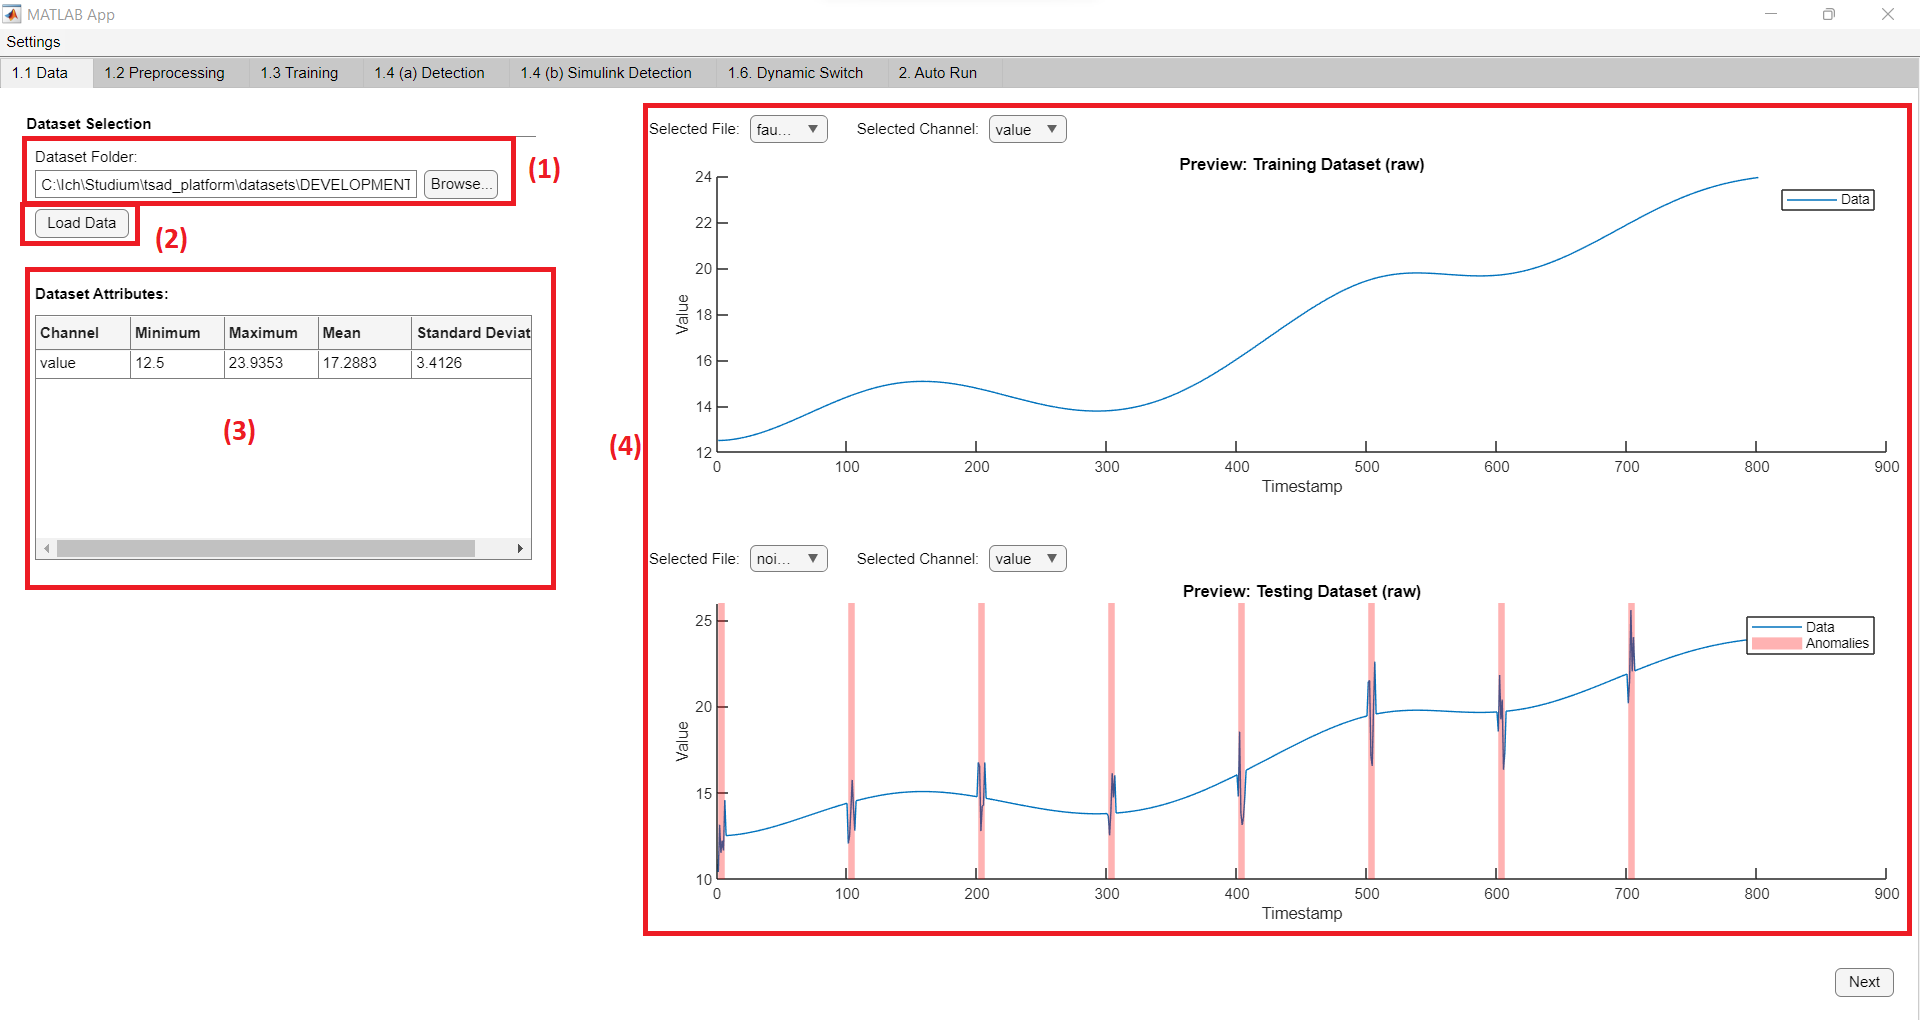 MATLAB App
Settings
1.1 Data 1.2 Preprocessing 1.3 Training 1.4 (a) Detection 1.4 (b) Simulink Detection 1.6. Dynamic Switch 2. Auto Run
Dataset Selection
Dataset Folder:
C:\Ich\Studium\tsad_platform\datasets\DEVELOPMENT Browse...
(1)
Load Data
(2)
Dataset Attributes:
Channel Minimum Maximum Mean Standard Deviat
value 12.5 23.9353 17.2883 3.4126
(3)
(4)
Selected File: fau... Selected Channel: value
Preview: Training Dataset (raw)
Data
24
22
20
18
16
14
12
Value
0 100 200 300 400 500 600 700 800 900
Timestamp
Selected File: noi... Selected Channel: value
Preview: Testing Dataset (raw)
Data
Anomalies
25
20
15
10
Value
0 100 200 300 400 500 600 700 800 900
Timestamp
Next